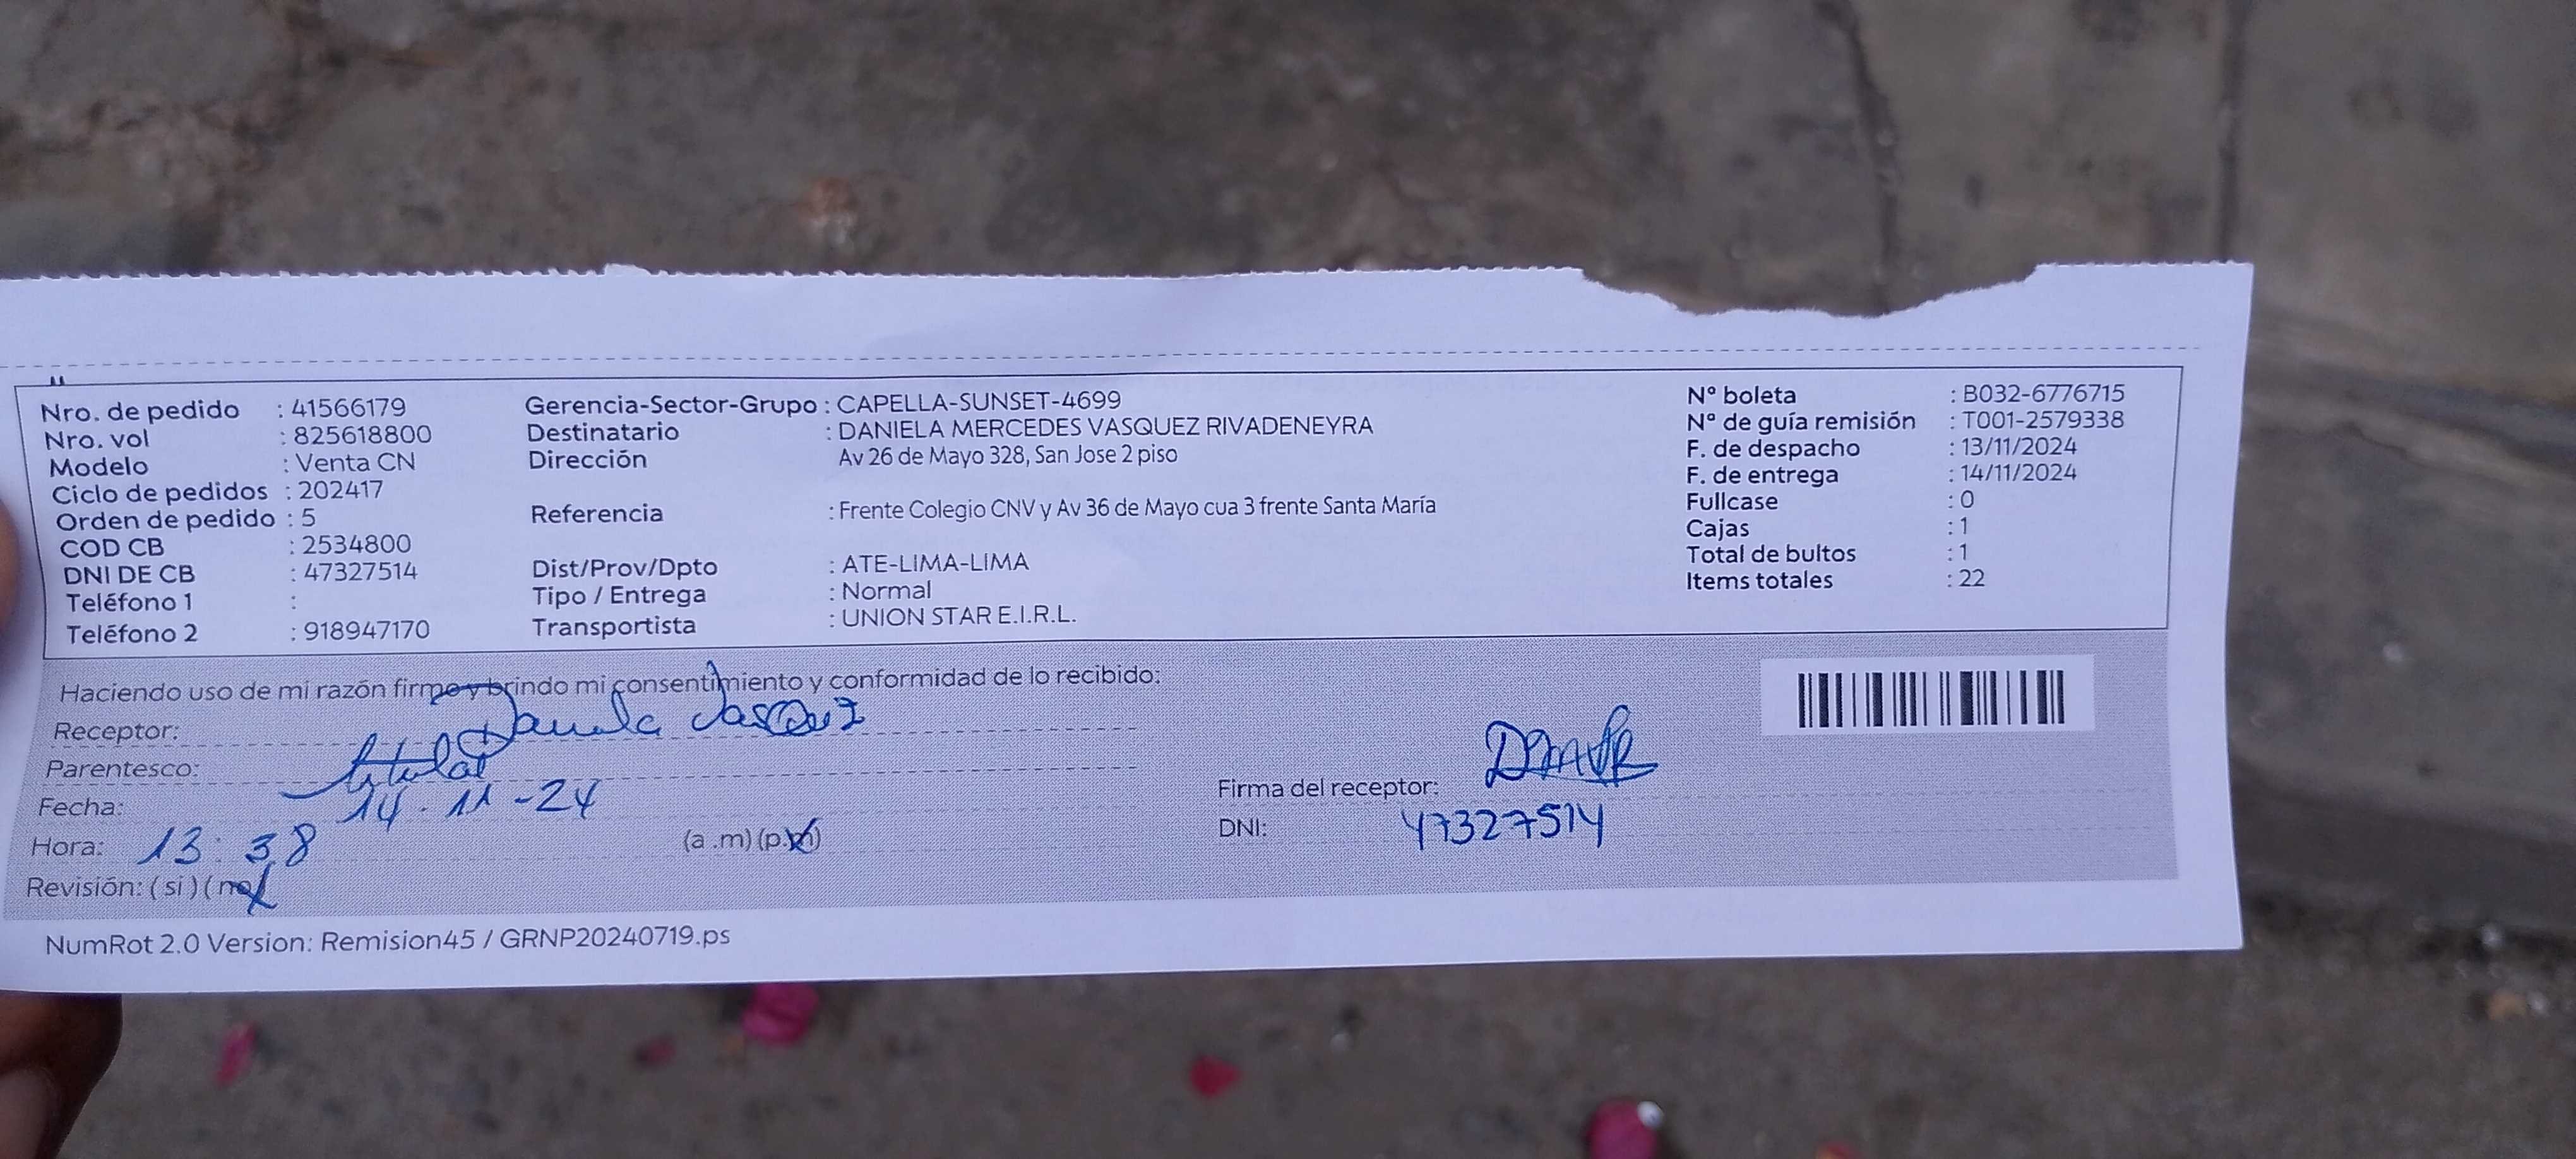 Nro. de pedido : 41566179
Nro. vol : 825618800
Modelo : Venta CN
Ciclo de pedidos : 202417
Orden de pedido : 5
COD CB : 2534800
DNI DE CB : 47327514
Teléfono 1 :
Teléfono 2 : 918947170
Gerencia-Sector-Grupo : CAPELLA-SUNSET-4699
Destinatario : DANIELA MERCEDES VASQUEZ RIVADENEYRA
Dirección Av 26 de Mayo 328, San Jose 2 piso
Referencia : Frente Colegio CNV y Av 36 de Mayo cua 3 frente Santa María
Dist/Prov/Dpto : ATE-LIMA-LIMA
Tipo / Entrega : Normal
Transportista : UNION STAR E.I.R.L.
Nº boleta : B032-6776715
Nº de guía remisión : T001-2579338
F. de despacho : 13/11/2024
F. de entrega : 14/11/2024
Fullcase : 0
Cajas : 1
Total de bultos : 1
Items totales : 22
Haciendo uso de mi razón firmo y brindo mi consentimiento y conformidad de lo recibido:
Receptor: Daniela Vasquez
Parentesco: titular
Fecha: 14-11-24
Hora: 13:38 (a .m) (p.m)
Revisión: ( si ) ( no )
Firma del receptor: DMVR
DNI: 47327514
NumRot 2.0 Version: Remision45 / GRNP20240719.ps